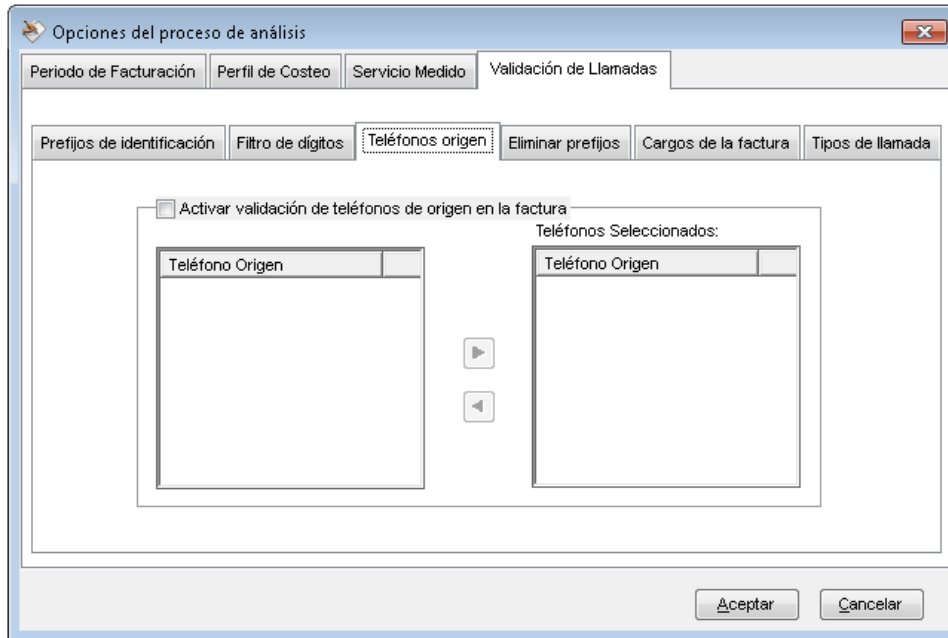 Opciones del proceso de análisis
Periodo de Facturación Perfil de Costeo Servicio Medido Validación de Llamadas
Prefijos de identificación Filtro de dígitos Teléfonos origen Eliminar prefijos Cargos de la factura Tipos de llamada
Activar validación de teléfonos de origen en la factura
Teléfonos Seleccionados:
Teléfono Origen Teléfono Origen
Aceptar Cancelar